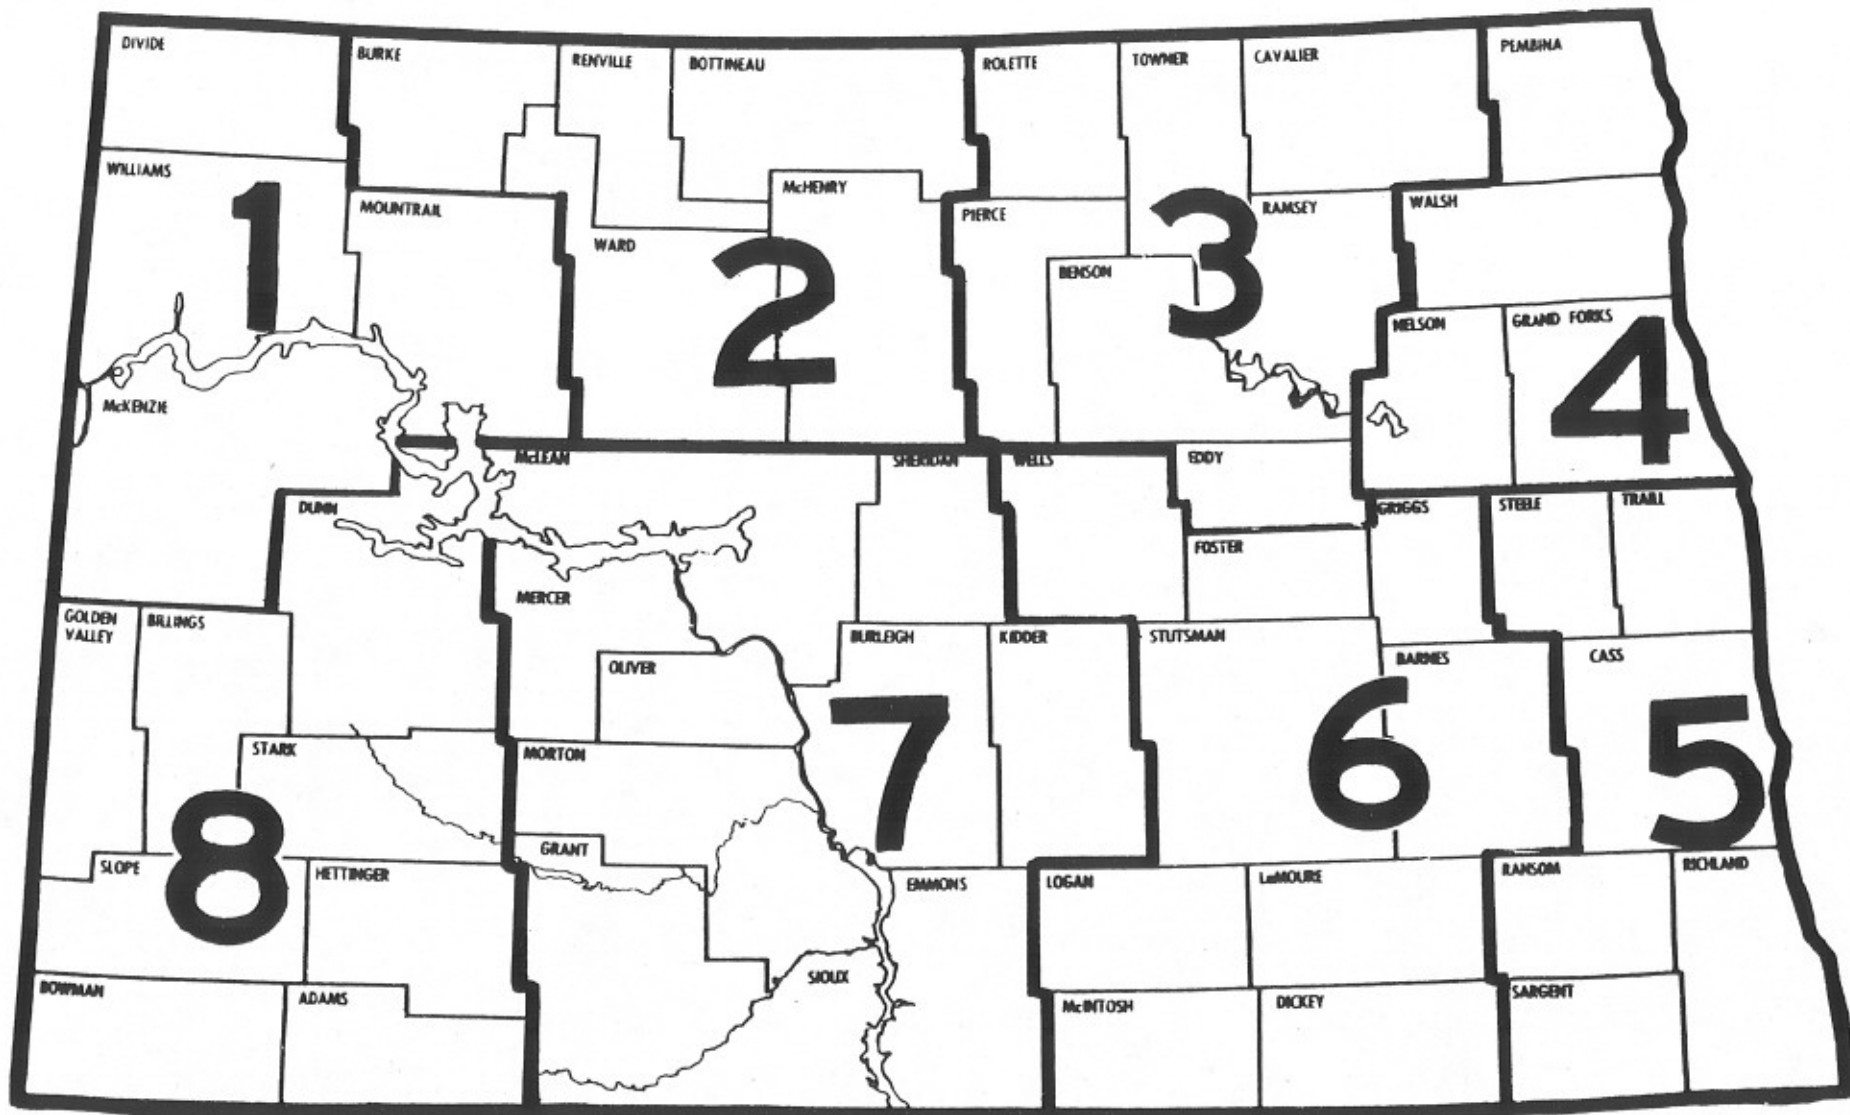 DIVIDE
BURKE
RENVILLE
BOTTINEAU
ROLETTE
TOWNER
CAVALIER
PEMBINA
WILLIAMS
MOUNTRAIL
WARD
McHENRY
PIERCE
BENSON
RAMSEY
WALSH
NELSON
GRAND FORKS
1
2
3
4
McKENZIE
DUNN
McLEAN
SHERIDAN
WELLS
EDDY
FOSTER
GRIGGS
STEELE
TRAILL
GOLDEN
VALLEY
BILLINGS
MERCER
OLIVER
BURLEIGH
KIDDER
STUTSMAN
BARNES
CASS
STARK
MORTON
8
7
6
5
SLOPE
HETTINGER
GRANT
EMMONS
LOGAN
LaMOURE
RANSOM
RICHLAND
BOWMAN
ADAMS
SIOUX
McINTOSH
DICKEY
SARGENT